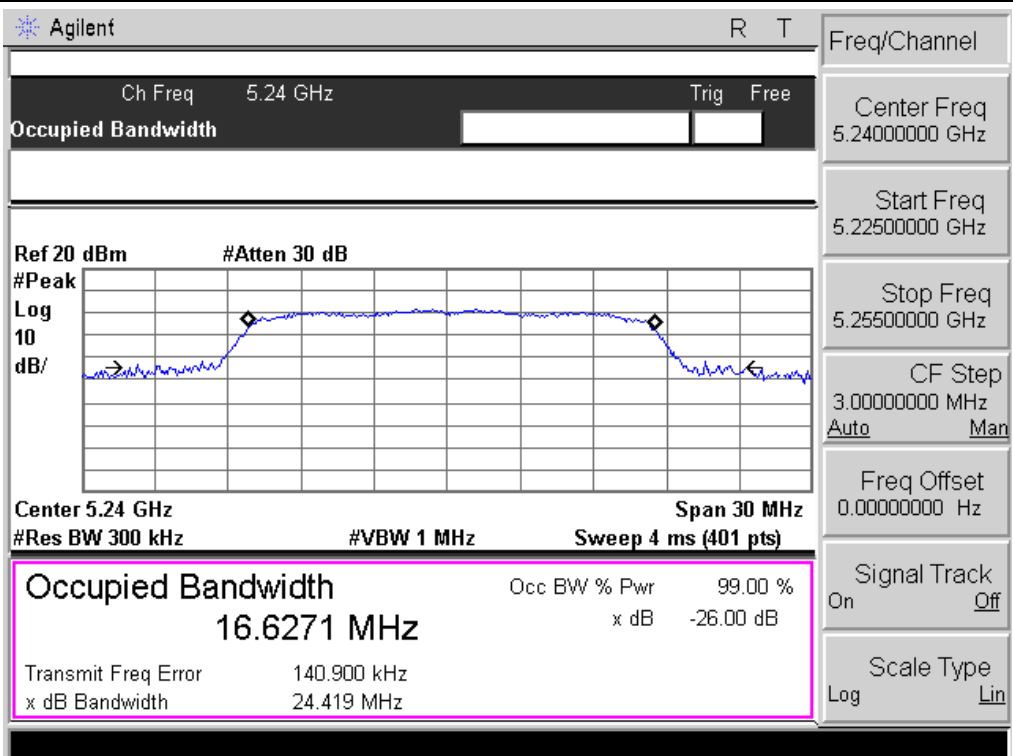 Agilent R T
Freq/Channel
Ch Freq 5.24 GHz Trig Free
Occupied Bandwidth
Center Freq
5.24000000 GHz
Start Freq
5.22500000 GHz
Ref 20 dBm #Atten 30 dB
#Peak
Log
10
dB/
Stop Freq
5.25500000 GHz
CF Step
3.00000000 MHz
Auto Man
Freq Offset
0.00000000 Hz
Center 5.24 GHz Span 30 MHz
#Res BW 300 kHz #VBW 1 MHz Sweep 4 ms (401 pts)
Occupied Bandwidth Occ BW % Pwr 99.00 %
16.6271 MHz x dB -26.00 dB
Transmit Freq Error 140.900 kHz
x dB Bandwidth 24.419 MHz
Signal Track
On Off
Scale Type
Log Lin